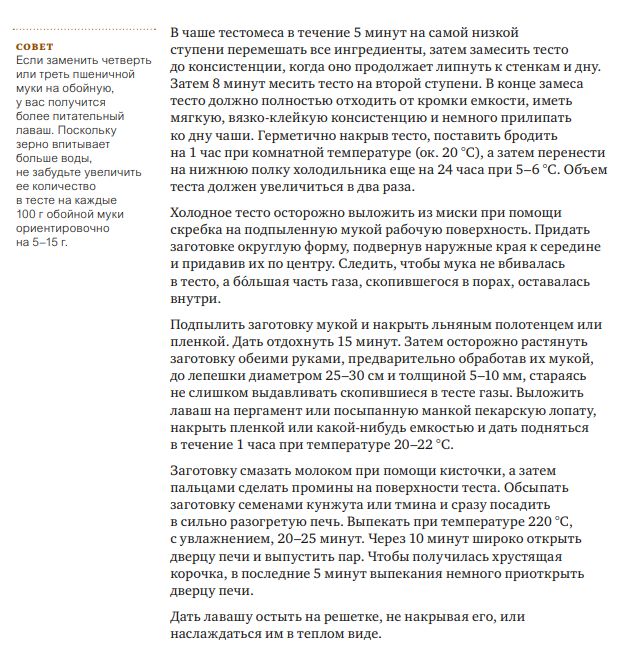 СОВЕТ
Если заменить четверть
или треть пшеничной
муки на обойную,
у вас получится
более питательный
лаваш. Поскольку
зерно впитывает
больше воды,
не забудьте увеличить
ее количество
в тесте на каждые
100 г обойной муки
ориентировочно
на 5–15 г.
В чаше тестомеса в течение 5 минут на самой низкой
ступени перемешать все ингредиенты, затем замесить тесто
до консистенции, когда оно продолжает липнуть к стенкам и дну.
Затем 8 минут месить тесто на второй ступени. В конце замеса
тесто должно полностью отходить от кромки емкости, иметь
мягкую, вязко-клейкую консистенцию и немного прилипать
ко дну чаши. Герметично накрыв тесто, поставить бродить
на 1 час при комнатной температуре (ок. 20 °C), а затем перенести
на нижнюю полку холодильника еще на 24 часа при 5–6 °C. Объем
теста должен увеличиться в два раза.
Холодное тесто осторожно выложить из миски при помощи
скребка на подпыленную мукой рабочую поверхность. Придать
заготовке округлую форму, подвернув наружные края к середине
и придавив их по центру. Следить, чтобы мука не вбивалась
в тесто, а бо́льшая часть газа, скопившегося в порах, оставалась
внутри.
Подпылить заготовку мукой и накрыть льняным полотенцем или
пленкой. Дать отдохнуть 15 минут. Затем осторожно растянуть
заготовку обеими руками, предварительно обработав их мукой,
до лепешки диаметром 25–30 см и толщиной 5–10 мм, стараясь
не слишком выдавливать скопившиеся в тесте газы. Выложить
лаваш на пергамент или посыпанную манкой пекарскую лопату,
накрыть пленкой или какой-нибудь емкостью и дать подняться
в течение 1 часа при температуре 20–22 °C.
Заготовку смазать молоком при помощи кисточки, а затем
пальцами сделать промины на поверхности теста. Обсыпать
заготовку семенами кунжута или тмина и сразу посадить
в сильно разогретую печь. Выпекать при температуре 220 °C,
с увлажнением, 20–25 минут. Через 10 минут широко открыть
дверцу печи и выпустить пар. Чтобы получилась хрустящая
корочка, в последние 5 минут выпекания немного приоткрыть
дверцу печи.
Дать лавашу остыть на решетке, не накрывая его, или
наслаждаться им в теплом виде.